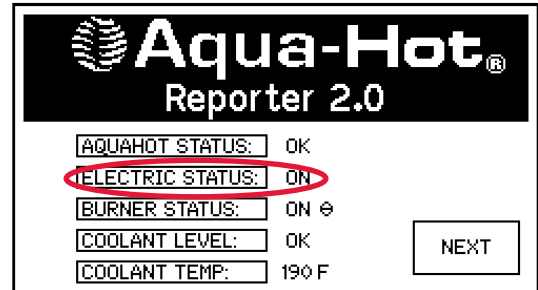 Aqua-Hot®
Reporter 2.0
AQUAHOT STATUS: OK
ELECTRIC STATUS: ON
BURNER STATUS: ON ⊖
COOLANT LEVEL: OK
NEXT
COOLANT TEMP: 190 F